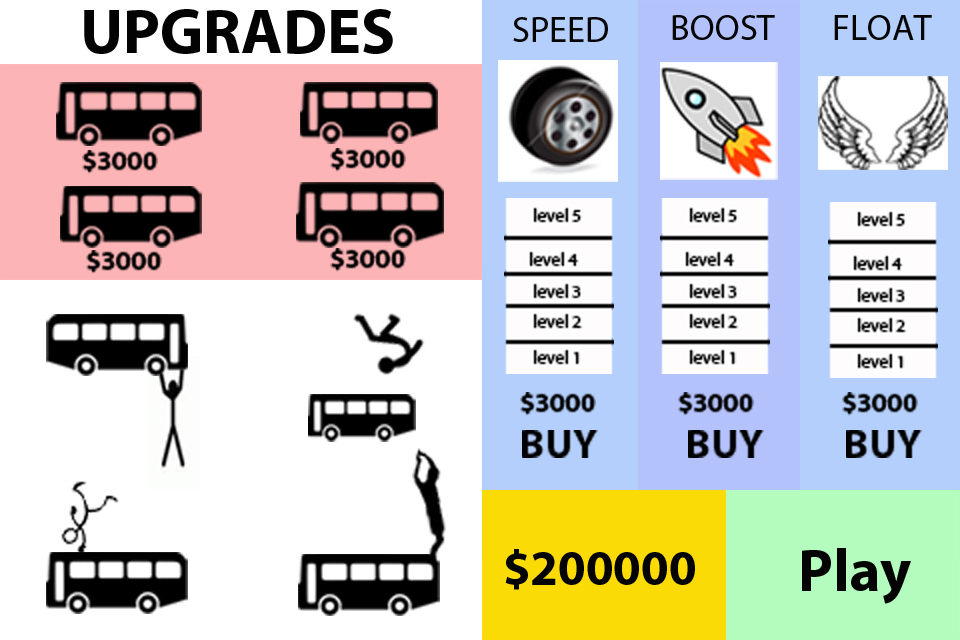 UPGRADES
$3000
$3000
$3000
$3000
SPEED
level 5
level 4
level 3
level 2
level 1
$3000
BUY
BOOST
level 5
level 4
level 3
level 2
level 1
$3000
BUY
FLOAT
level 5
level 4
level 3
level 2
level 1
$3000
BUY
$200000
Play